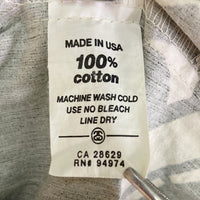 MADE IN USA
100%
cotton
MACHINE WASH COLD
USE NO BLEACH
LINE DRY
CA 28629
RN# 94974